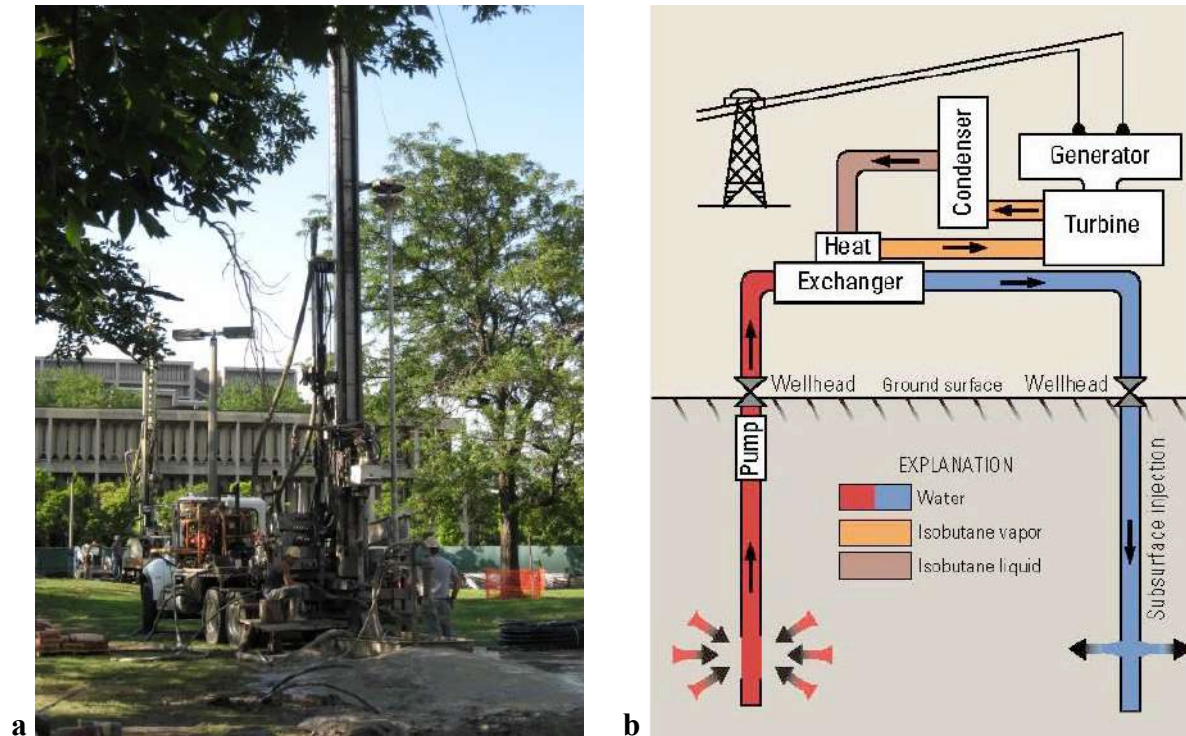 a
b
Condenser
Generator
Turbine
Heat
Exchanger
Wellhead
Ground surface
Wellhead
Pump
EXPLANATION
Water
Isobutane vapor
Isobutane liquid
Subsurface injection